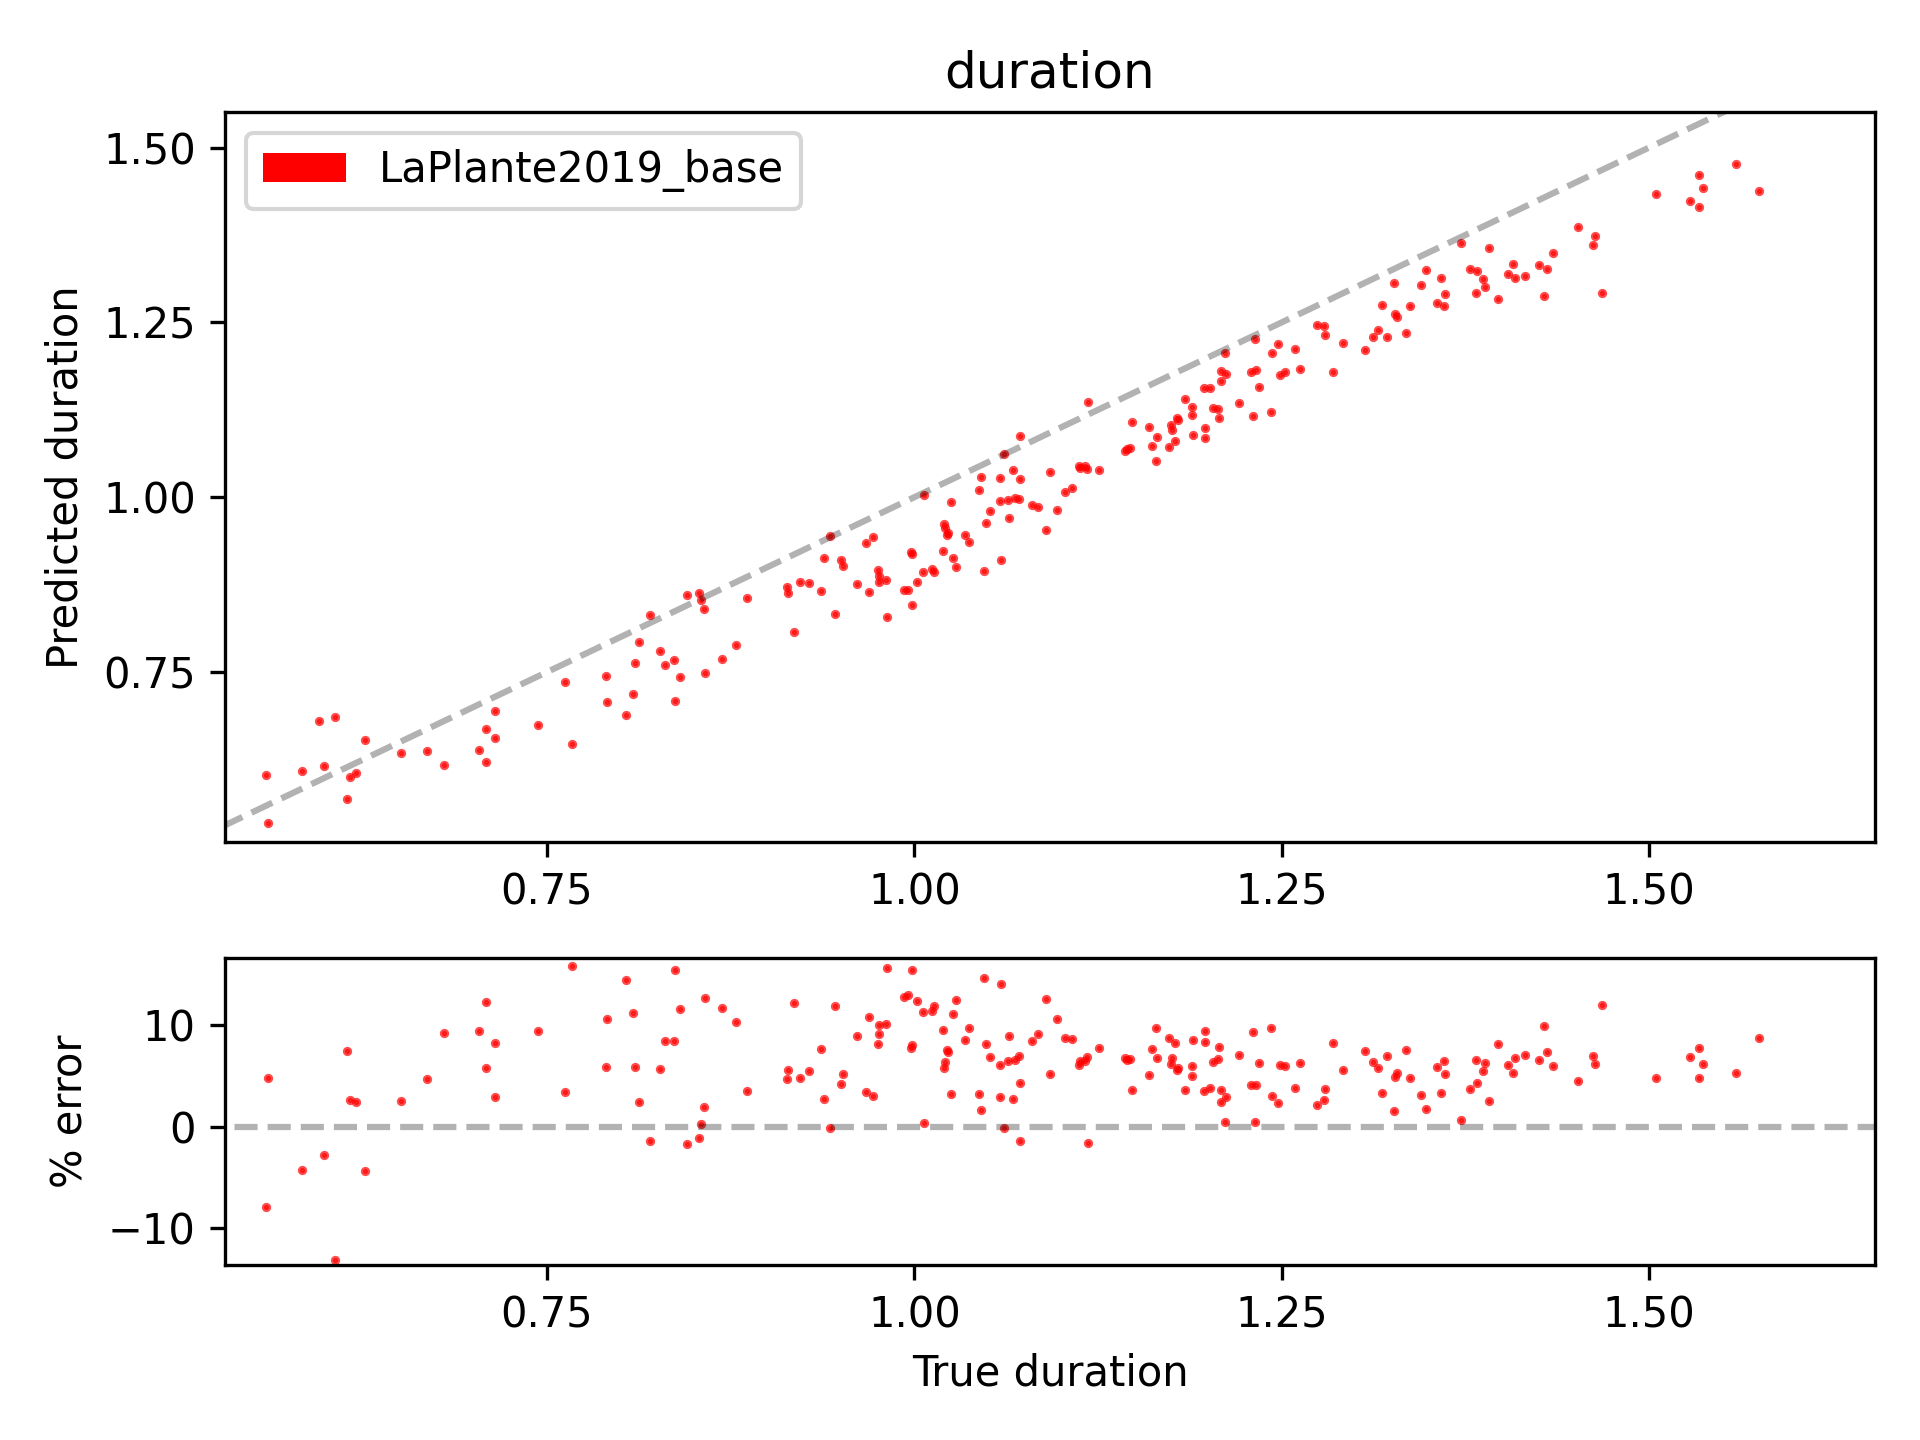 duration
LaPlante2019_base
1.50
1.25
1.00
0.75
Predicted duration
0.75 1.00 1.25 1.50
10
0
−10
% error
0.75 1.00 1.25 1.50
True duration